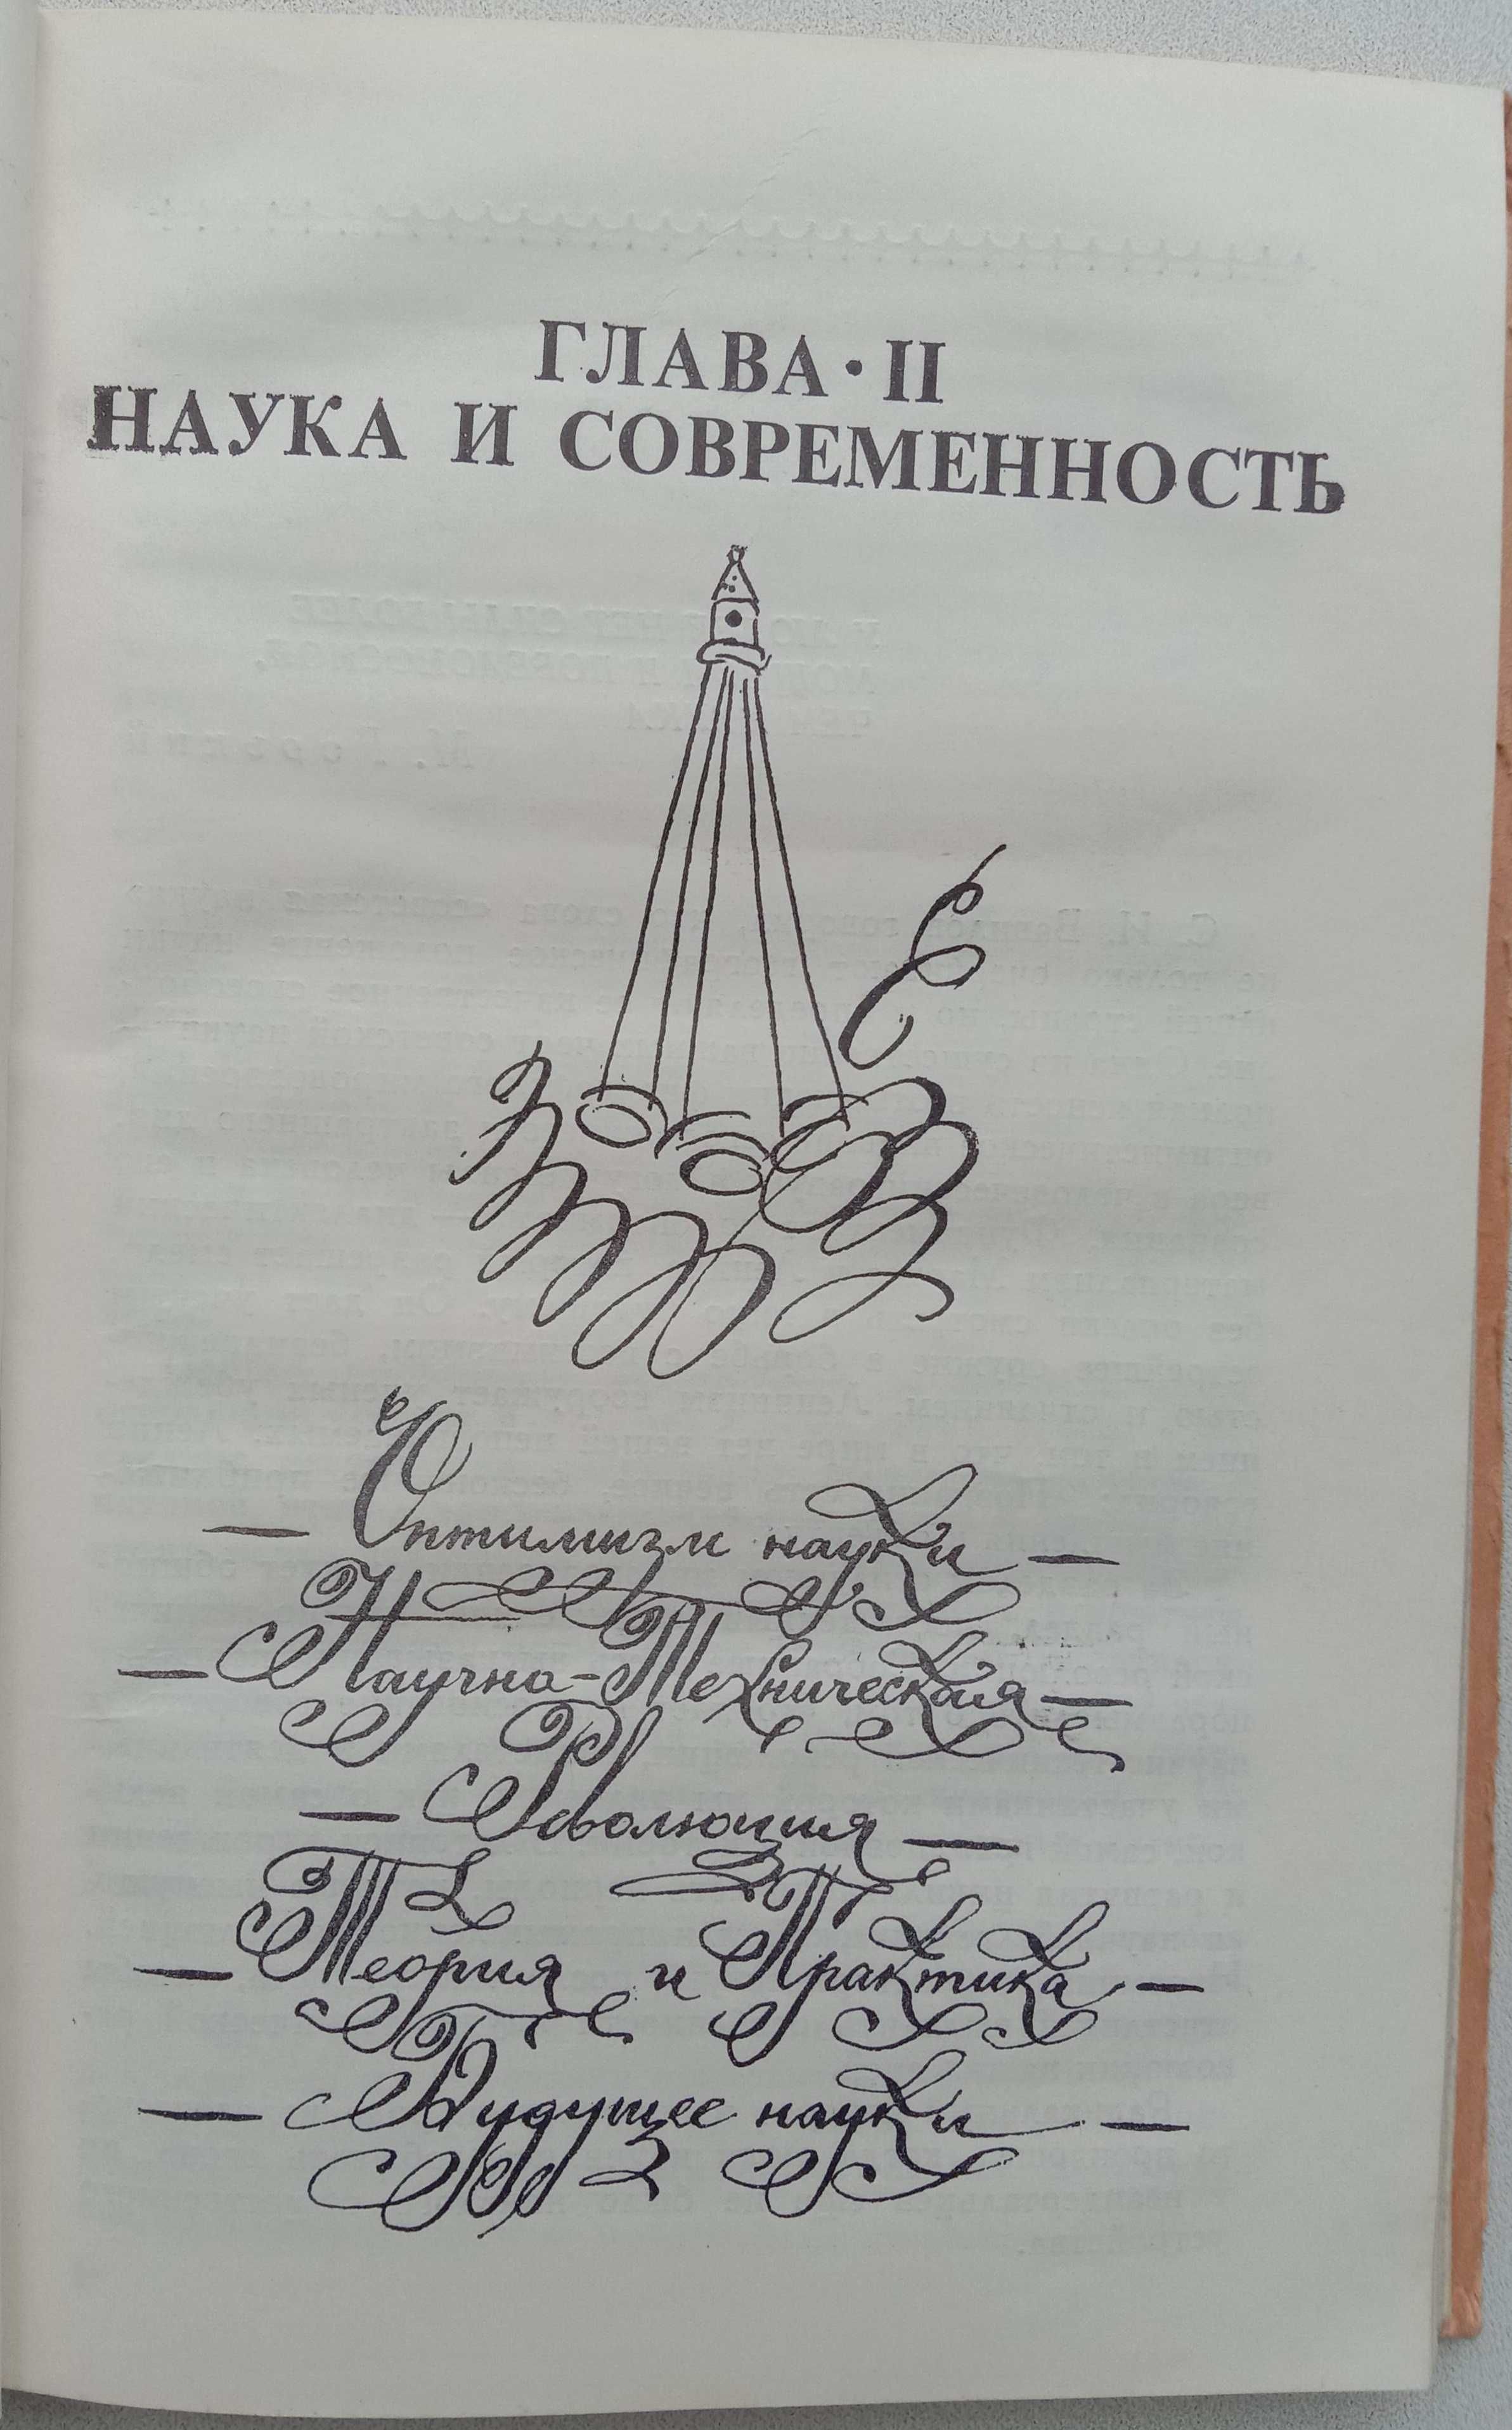 ГЛАВА · II
НАУКА И СОВРЕМЕННОСТЬ
— Оптимизм науки —
— Научно-Техническая —
— Революция —
— Теория и Практика —
— Будущее науки —